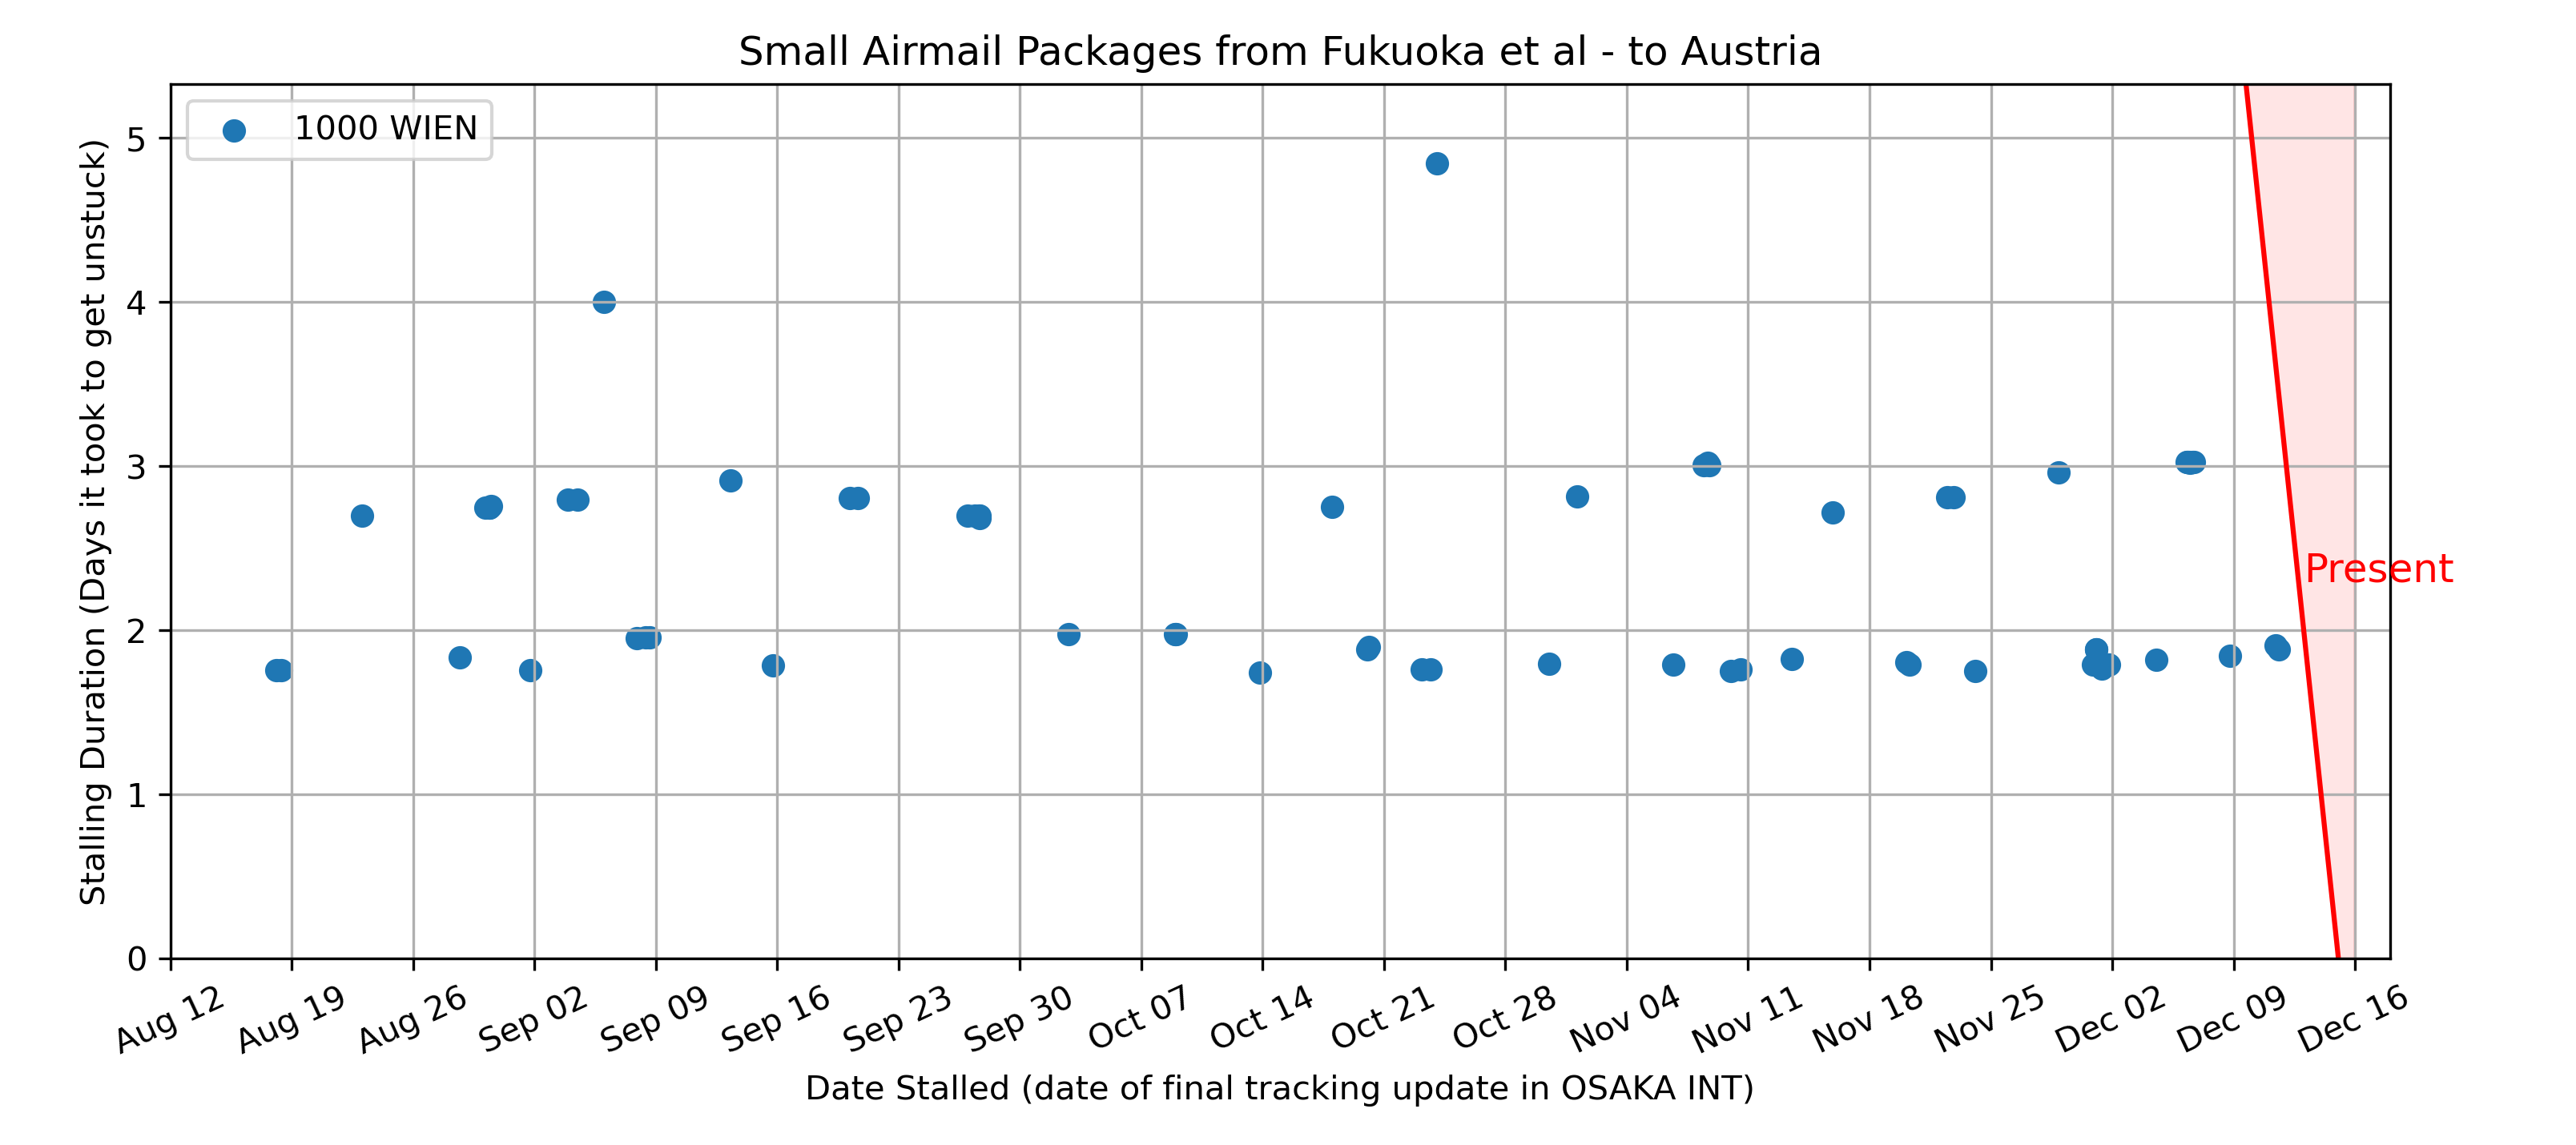 Small Airmail Packages from Fukuoka et al - to Austria
1000 WIEN
Stalling Duration (Days it took to get unstuck)
5
4
3
2
1
0
Present
Aug 12
Aug 19
Aug 26
Sep 02
Sep 09
Sep 16
Sep 23
Sep 30
Oct 07
Oct 14
Oct 21
Oct 28
Nov 04
Nov 11
Nov 18
Nov 25
Dec 02
Dec 09
Dec 16
Date Stalled (date of final tracking update in OSAKA INT)